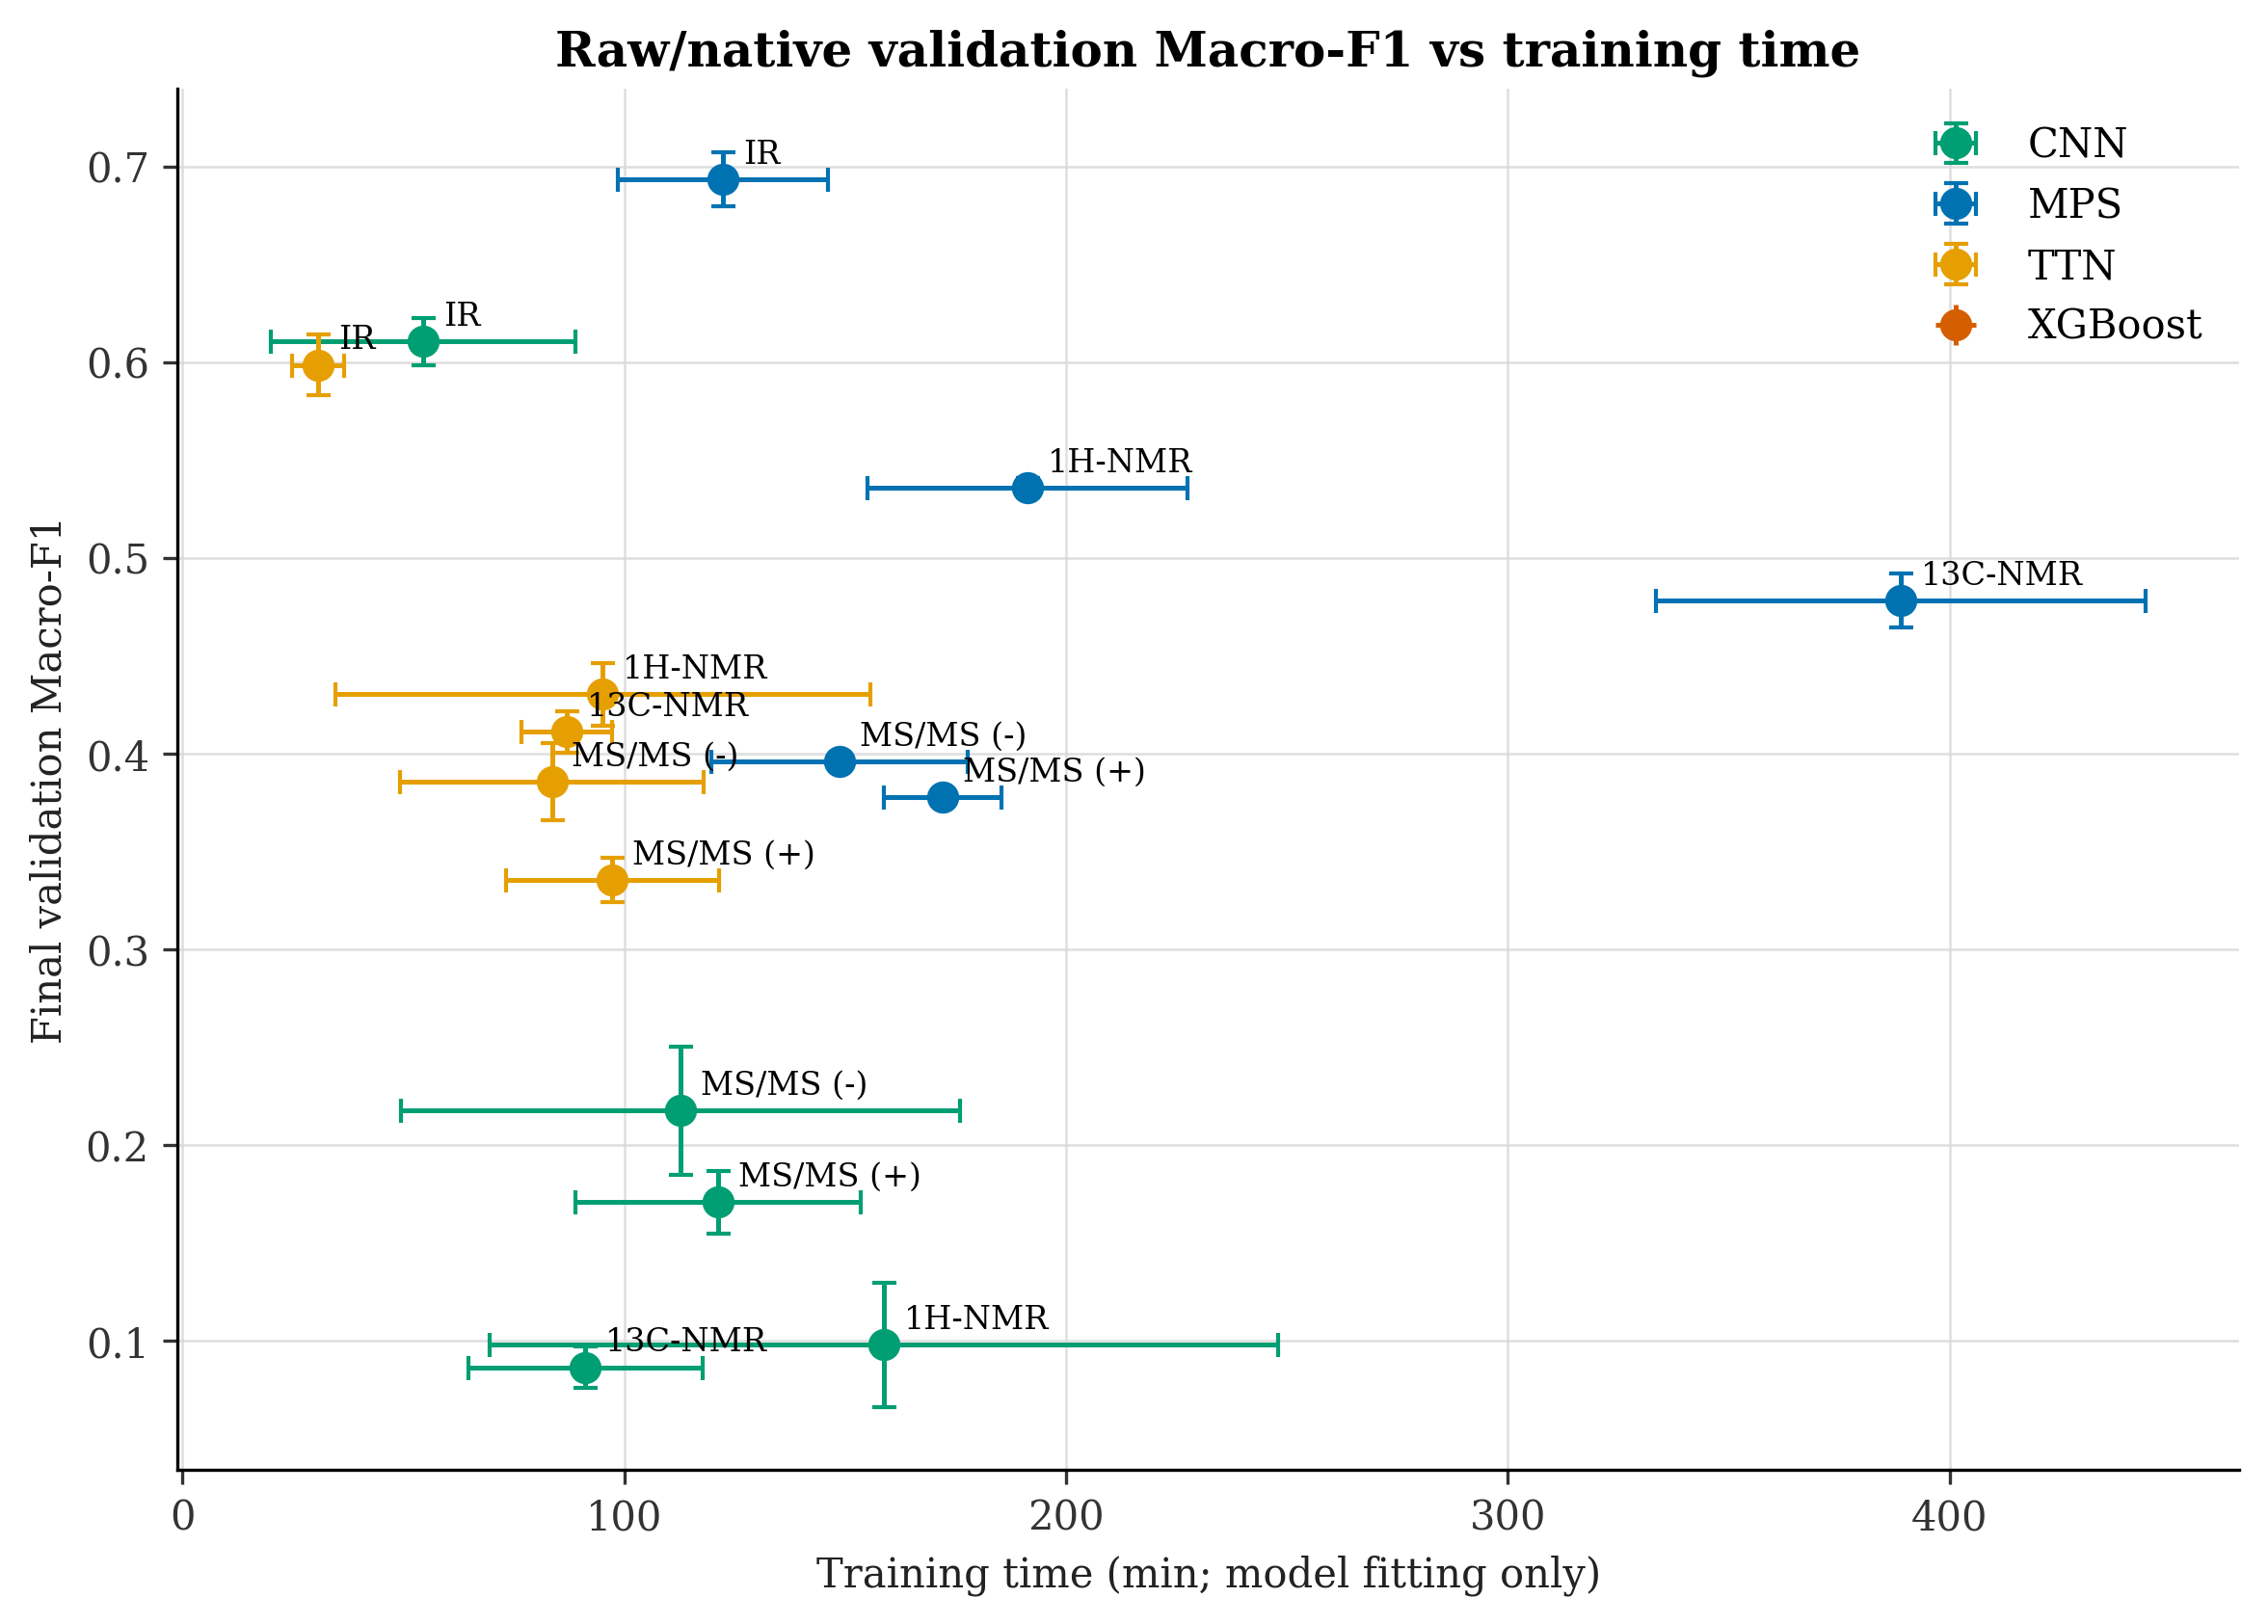 Raw/native validation Macro-F1 vs training time
CNN
MPS
TTN
XGBoost
IR
IR
IR
1H-NMR
13C-NMR
1H-NMR
13C-NMR
MS/MS (-)
MS/MS (-)
MS/MS (+)
MS/MS (+)
MS/MS (-)
MS/MS (+)
1H-NMR
13C-NMR
0.7
0.6
0.5
0.4
0.3
0.2
0.1
Final validation Macro-F1
0 100 200 300 400
Training time (min; model fitting only)